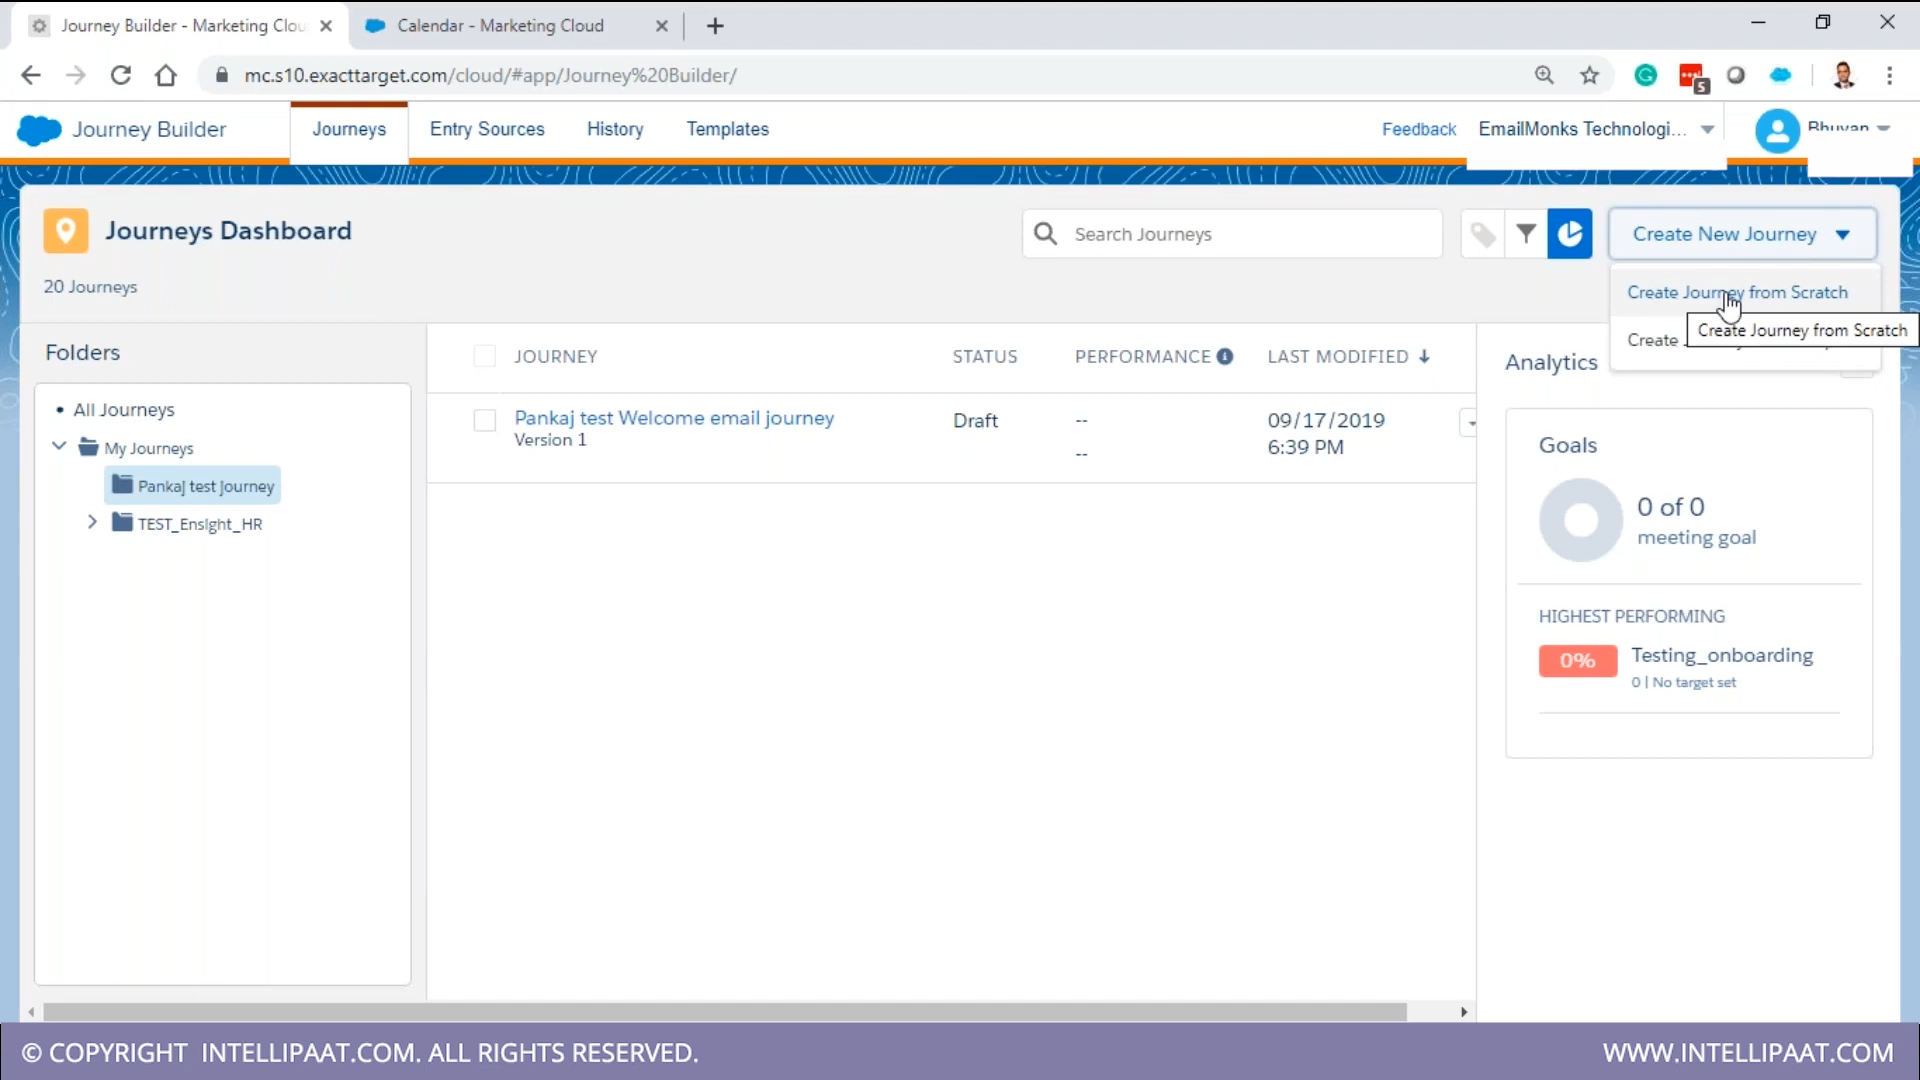 Journey Builder - Marketing Clou
Calendar - Marketing Cloud
mc.s10.exacttarget.com/cloud/#app/Journey%20Builder/
S
Journey Builder
Journeys
Entry Sources
History
Templates
Feedback
EmailMonks Technologi...
Bhuvan
Journeys Dashboard
20 Journeys
Search Journeys
Create New Journey
Create Journey from Scratch
Create
Create Journey from Scratch
Folders
All Journeys
My Journeys
Pankaj test journey
TEST_Ensight_HR
JOURNEY
STATUS
PERFORMANCE
LAST MODIFIED
Pankaj test Welcome email journey
Version 1
Draft
--
--
09/17/2019
6:39 PM
Analytics
Goals
0 of 0
meeting goal
HIGHEST PERFORMING
0%
Testing_onboarding
0 | No target set
© COPYRIGHT INTELLIPAAT.COM. ALL RIGHTS RESERVED.
WWW.INTELLIPAAT.COM